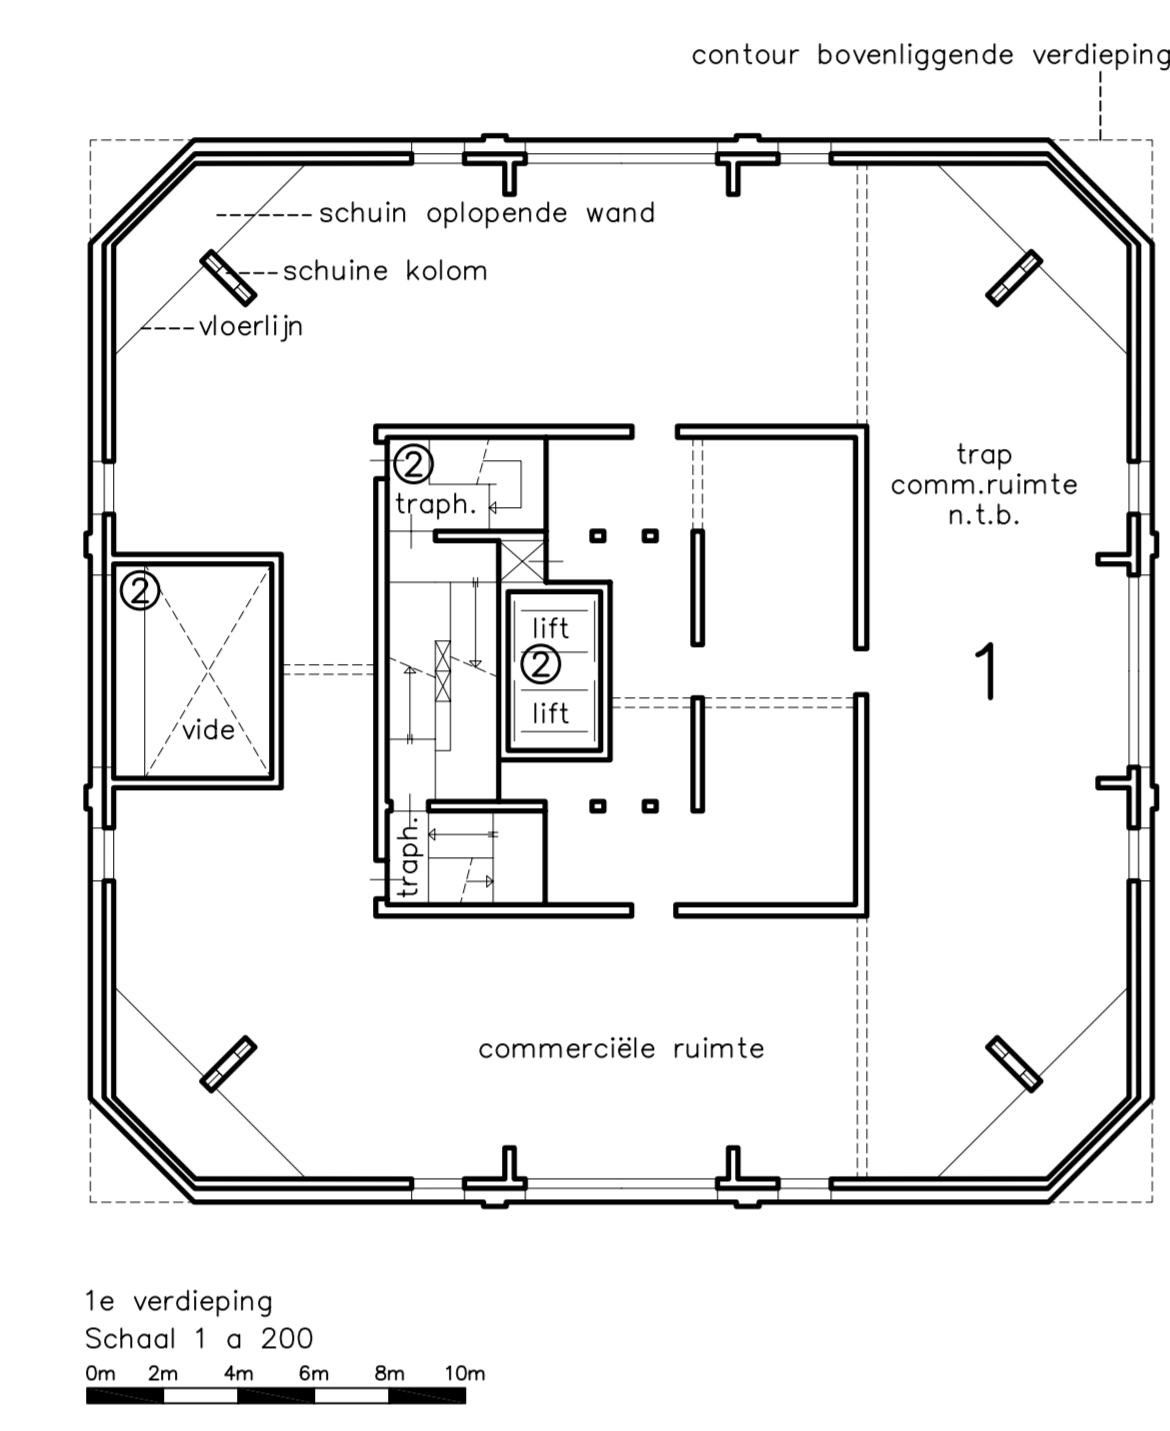 contour bovenliggende verdieping
schuin oplopende wand
schuine kolom
vloerlijn
2
traph.
trap
comm.ruimte
n.t.b.
2
vide
lift
2
lift
1
traph.
commerciële ruimte
1e verdieping
Schaal 1 a 200
0m 2m 4m 6m 8m 10m